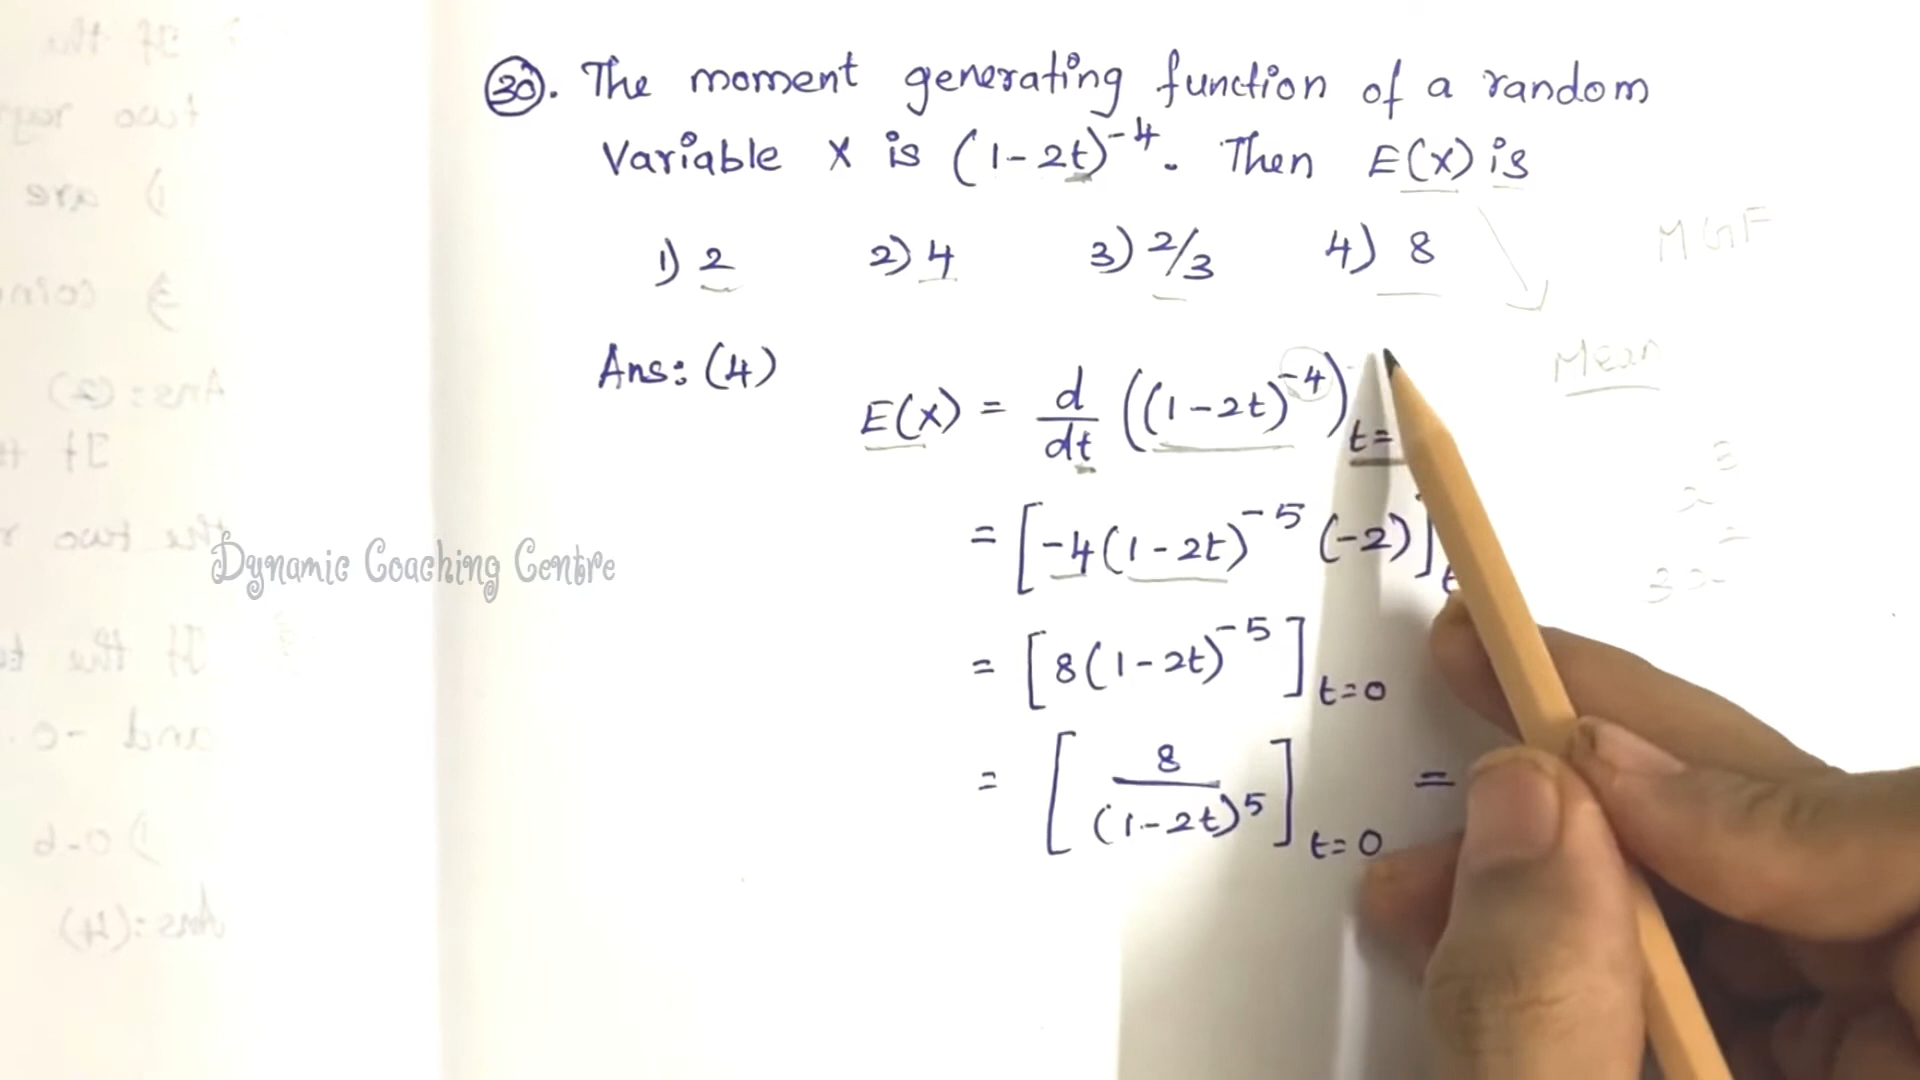 30. The moment generating function of a random
Variable X is (1-2t)^-4. Then E(X) is
1) 2 2) 4 3) 2/3 4) 8
MGF
Ans: (4)
Mean
E(X) = d/dt ((1-2t)^-4) t=
= [-4(1-2t)^-5 (-2)] t
= [8(1-2t)^-5] t=0
= [8/(1-2t)^5] t=0 =
Dynamic Coaching Centre